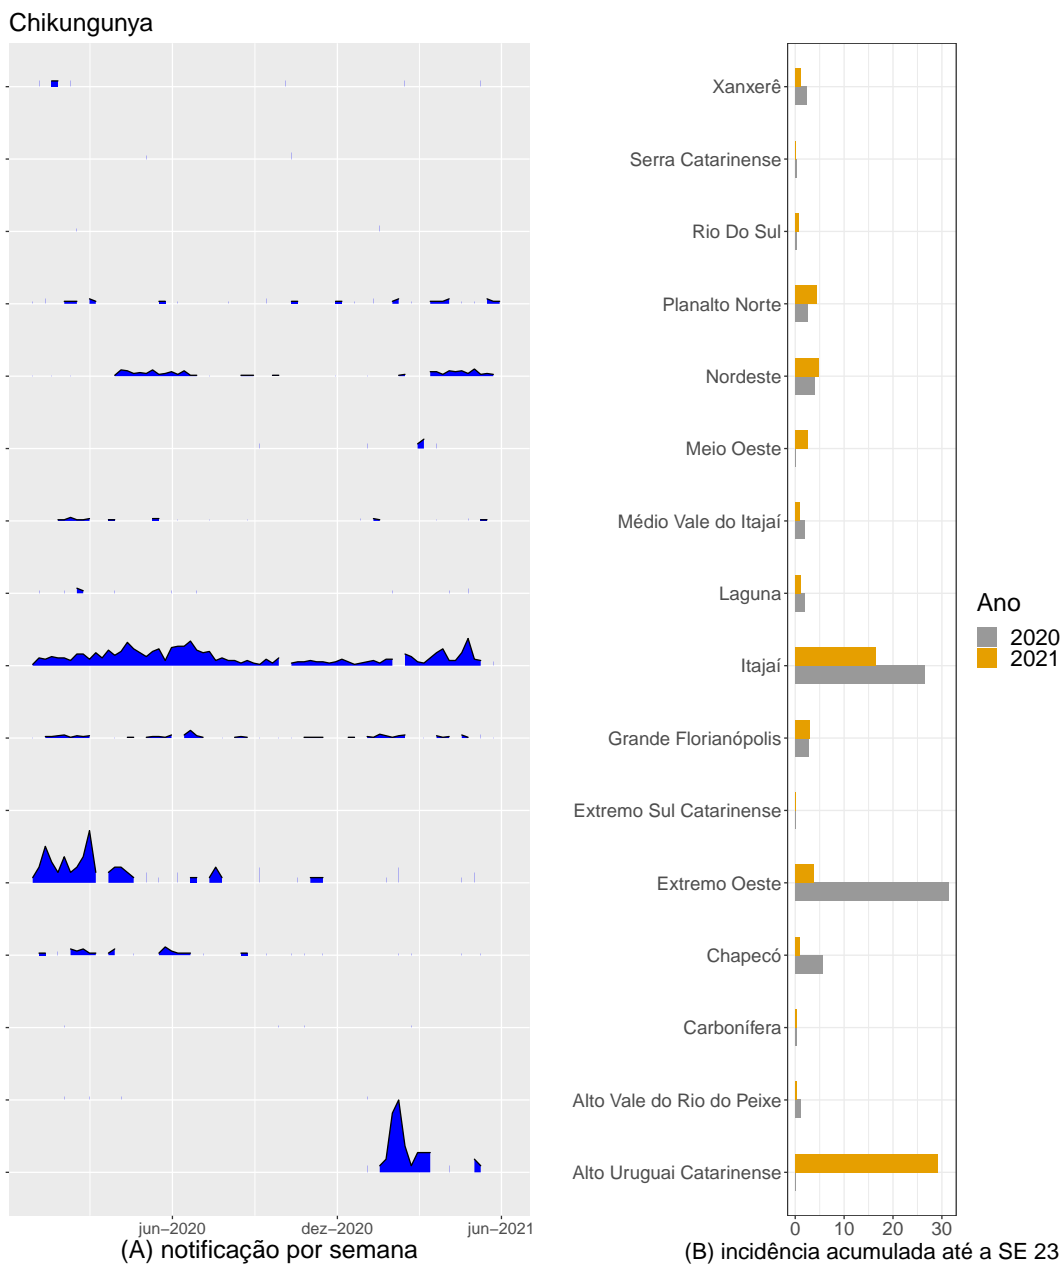 Chikungunya
Xanxerê
Serra Catarinense
Rio Do Sul
Planalto Norte
Nordeste
Meio Oeste
Médio Vale do Itajaí
Laguna
Itajaí
Grande Florianópolis
Extremo Sul Catarinense
Extremo Oeste
Chapecó
Carbonífera
Alto Vale do Rio do Peixe
Alto Uruguai Catarinense
Ano
2020
2021
jun–2020 dez–2020 jun–2021
0 10 20 30
(A) notificação por semana
(B) incidência acumulada até a SE 23